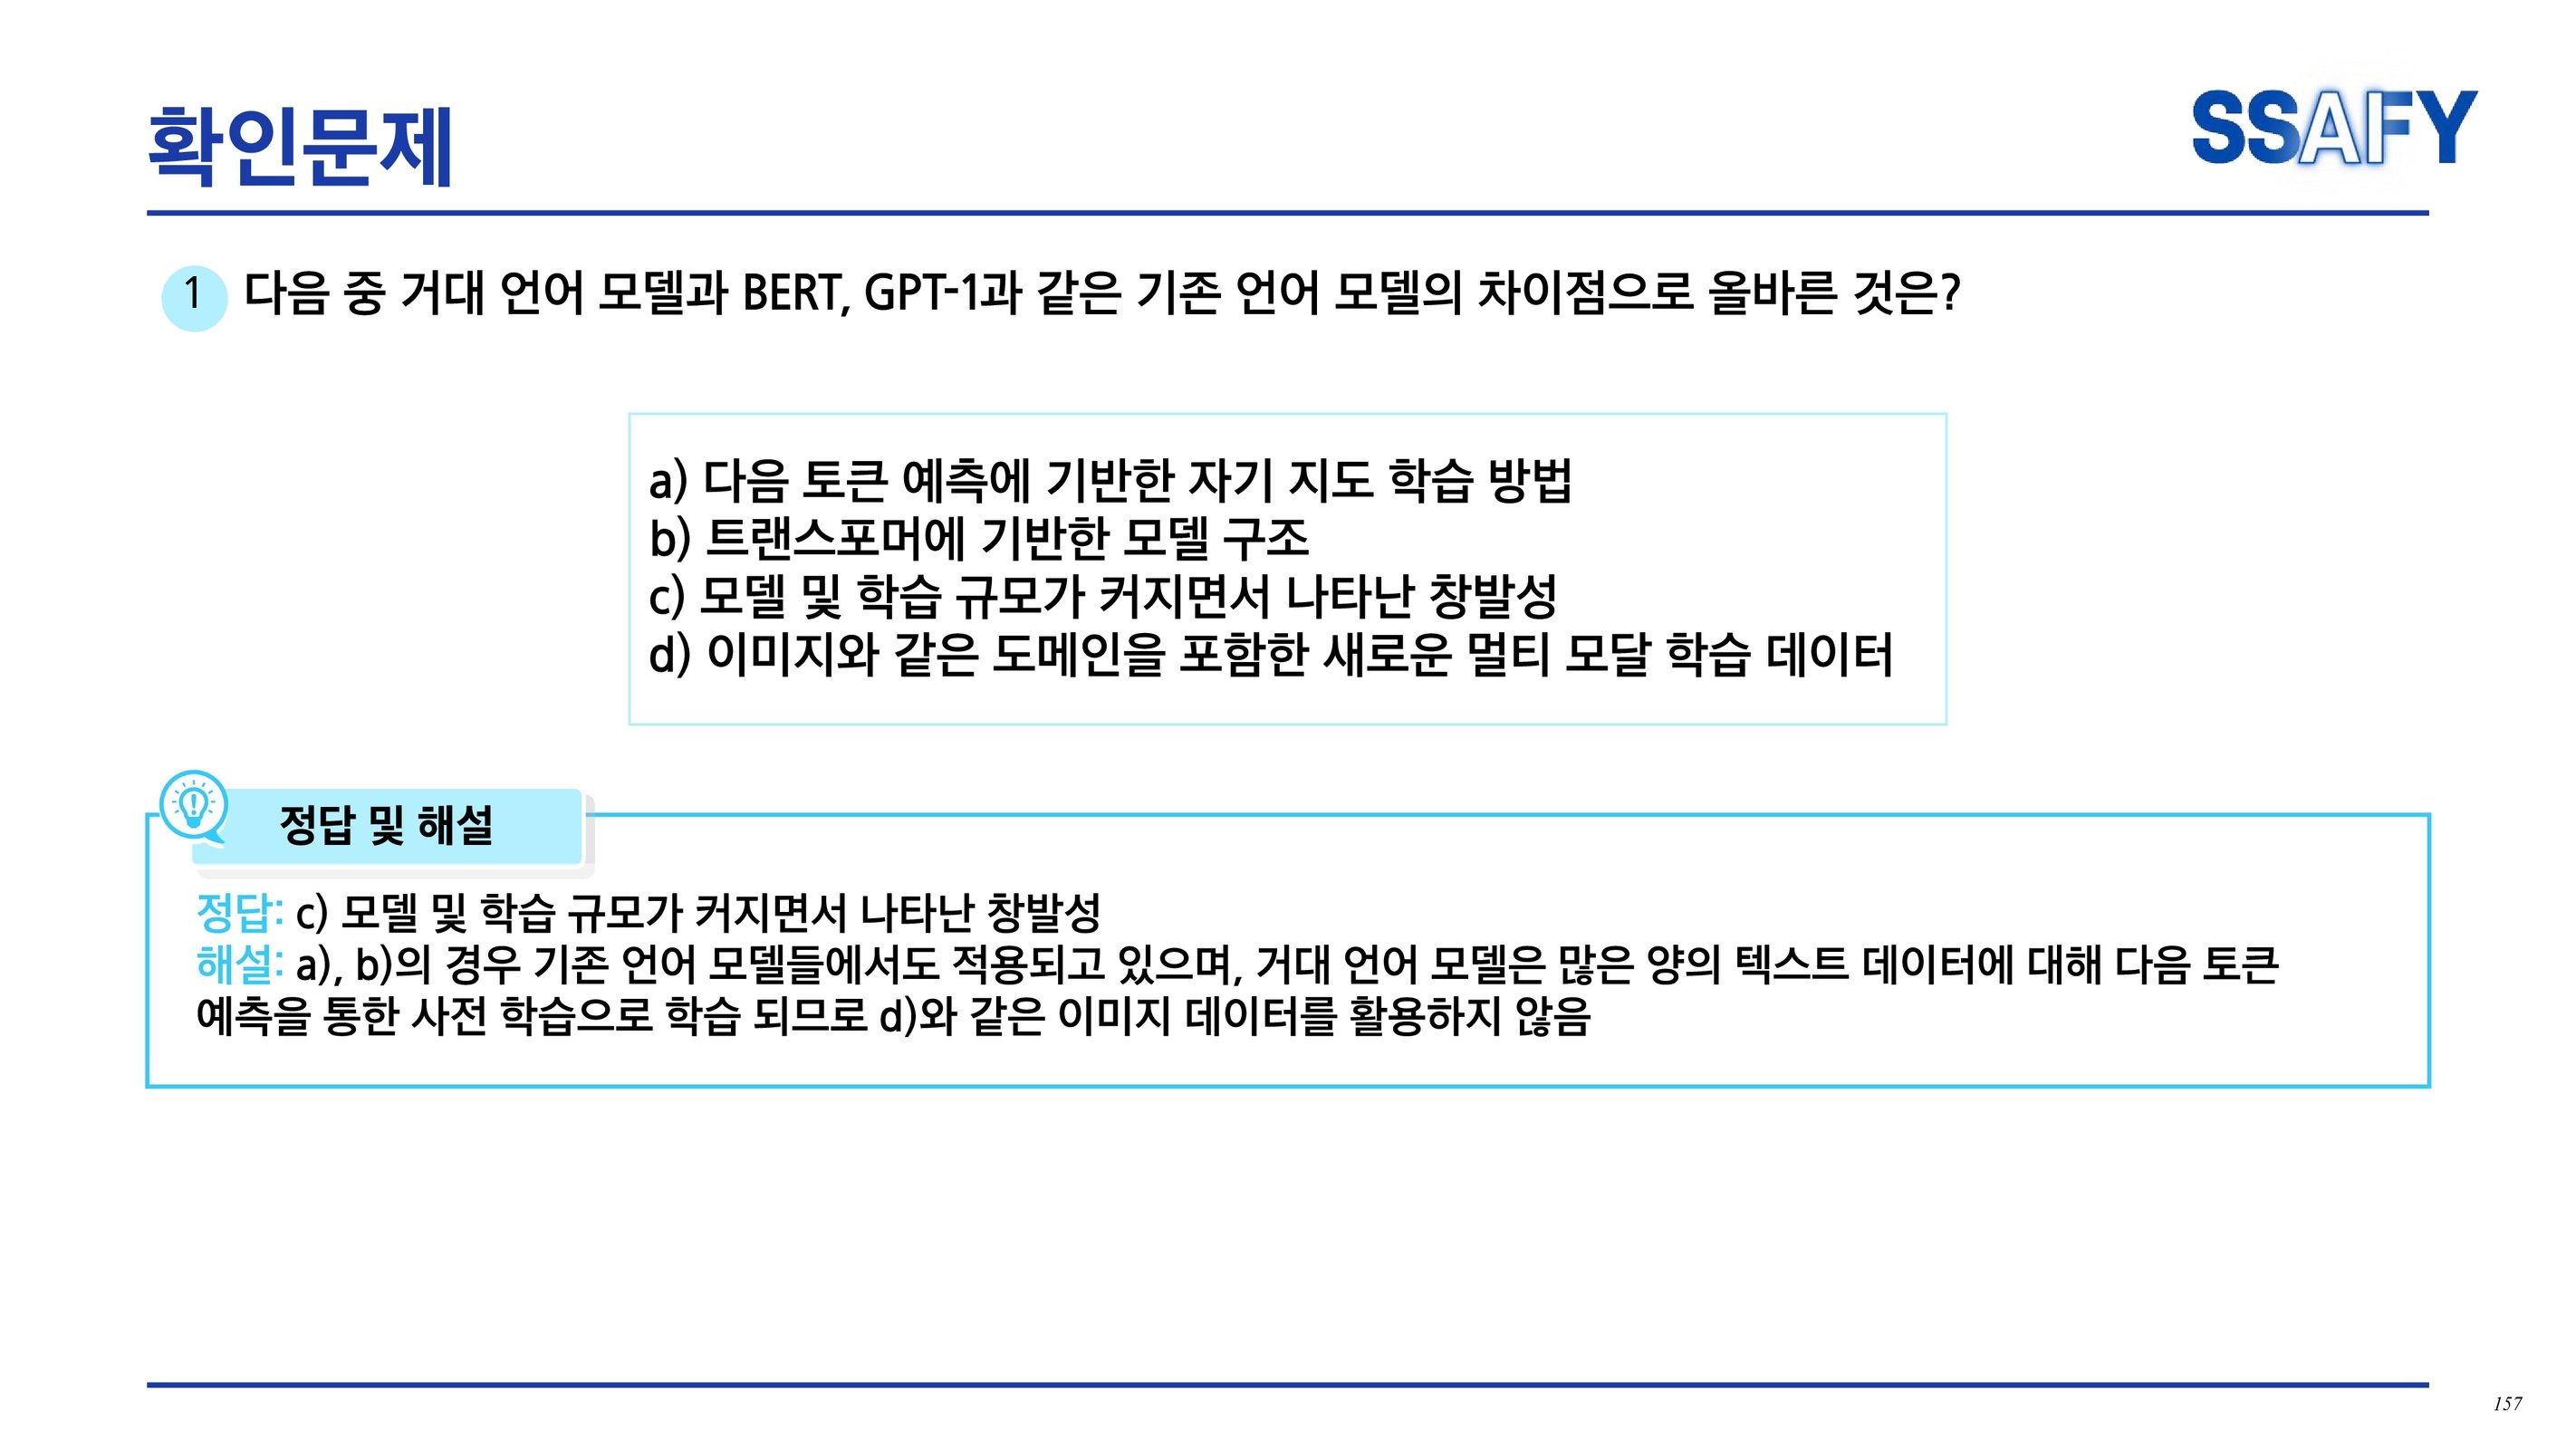 확인문제
SSAFY
1 다음 중 거대 언어 모델과 BERT, GPT-1과 같은 기존 언어 모델의 차이점으로 올바른 것은?
a) 다음 토큰 예측에 기반한 자기 지도 학습 방법
b) 트랜스포머에 기반한 모델 구조
c) 모델 및 학습 규모가 커지면서 나타난 창발성
d) 이미지와 같은 도메인을 포함한 새로운 멀티 모달 학습 데이터
정답 및 해설
정답: c) 모델 및 학습 규모가 커지면서 나타난 창발성
해설: a), b)의 경우 기존 언어 모델들에서도 적용되고 있으며, 거대 언어 모델은 많은 양의 텍스트 데이터에 대해 다음 토큰
예측을 통한 사전 학습으로 학습 되므로 d)와 같은 이미지 데이터를 활용하지 않음
157